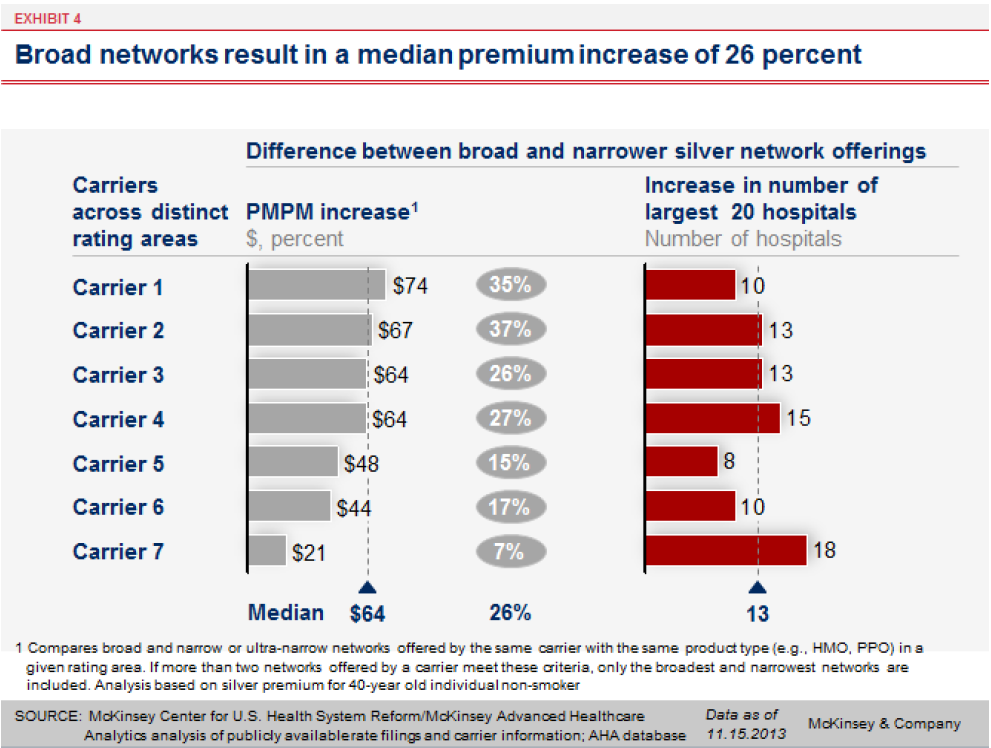 EXHIBIT 4
Broad networks result in a median premium increase of 26 percent
Difference between broad and narrower silver network offerings
Carriers
across distinct
rating areas
PMPM increase1
$, percent
Increase in number of
largest 20 hospitals
Number of hospitals
Carrier 1 $74 35% 10
Carrier 2 $67 37% 13
Carrier 3 $64 26% 13
Carrier 4 $64 27% 15
Carrier 5 $48 15% 8
Carrier 6 $44 17% 10
Carrier 7 $21 7% 18
Median $64 26% 13
1 Compares broad and narrow or ultra-narrow networks offered by the same carrier with the same product type (e.g., HMO, PPO) in a
given rating area. If more than two networks offered by a carrier meet these criteria, only the broadest and narrowest networks are
included. Analysis based on silver premium for 40-year old individual non-smoker
SOURCE: McKinsey Center for U.S. Health System Reform/McKinsey Advanced Healthcare
Analytics analysis of publicly availablerate filings and carrier information; AHA database
Data as of
11.15.2013
McKinsey & Company